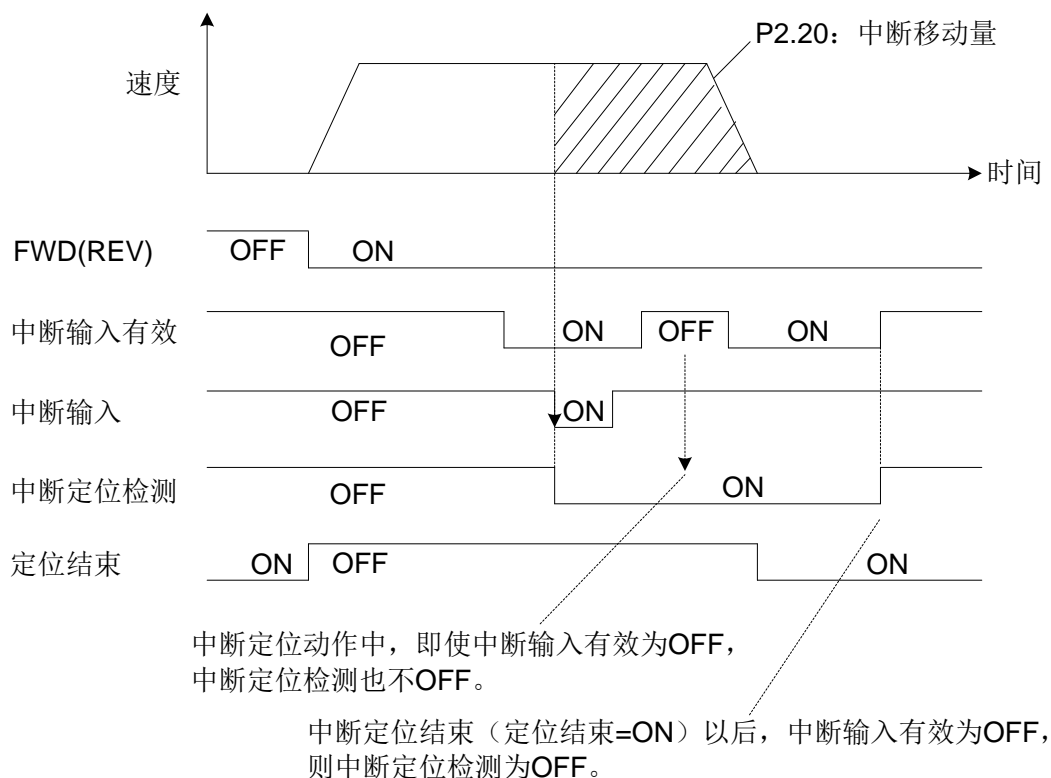 P2.20：中断移动量
速度
时间
FWD(REV) OFF ON
中断输入有效 OFF ON OFF ON
中断输入 OFF ON
中断定位检测 OFF ON
定位结束 ON OFF ON
中断定位动作中，即使中断输入有效为OFF，
中断定位检测也不OFF。
中断定位结束（定位结束=ON）以后，中断输入有效为OFF，
则中断定位检测为OFF。